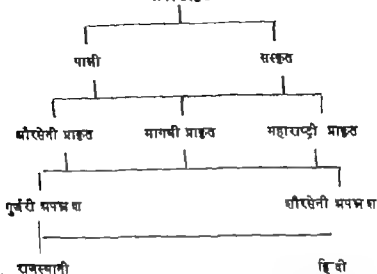 पाली संस्कृत
शौरसेनी प्राकृत मागधी प्राकृत महाराष्ट्री प्राकृत
गुर्जरी अपभ्रंश शौरसेनी अपभ्रंश
राजस्थानी हिंदी